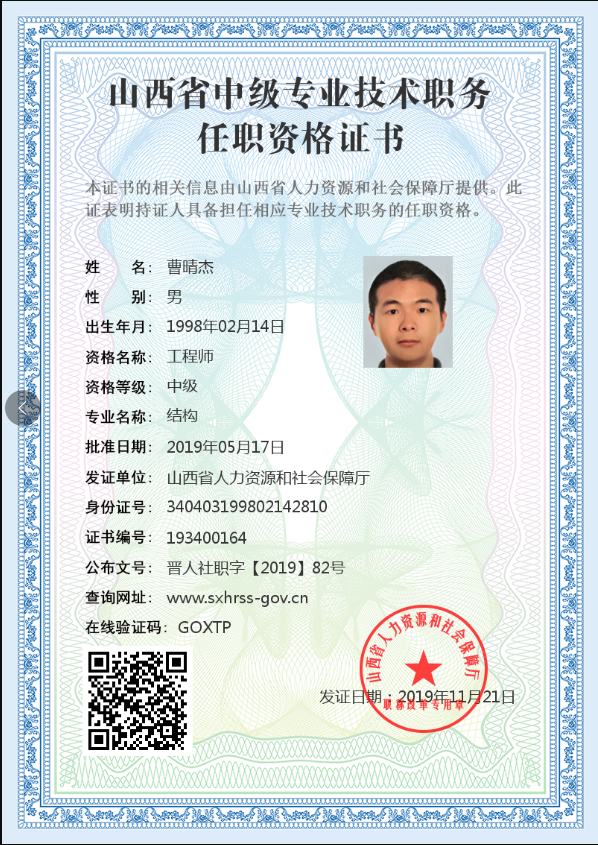 山西省中级专业技术职务
任职资格证书
本证书的相关信息由山西省人力资源和社会保障厅提供。此
证表明持证人具备担任相应专业技术职务的任职资格。
姓 名： 曹晴杰
性 别： 男
出生年月： 1998年02月14日
资格名称： 工程师
资格等级： 中级
专业名称： 结构
批准日期： 2019年05月17日
发证单位： 山西省人力资源和社会保障厅
身份证号： 340403199802142810
证书编号： 193400164
公布文号： 晋人社职字【2019】82号
查询网址： www.sxhrss-gov.cn
在线验证码： GOXTP
山西省人力资源和社会保障厅
发证日期：2019年11月21日
职称改革专用章